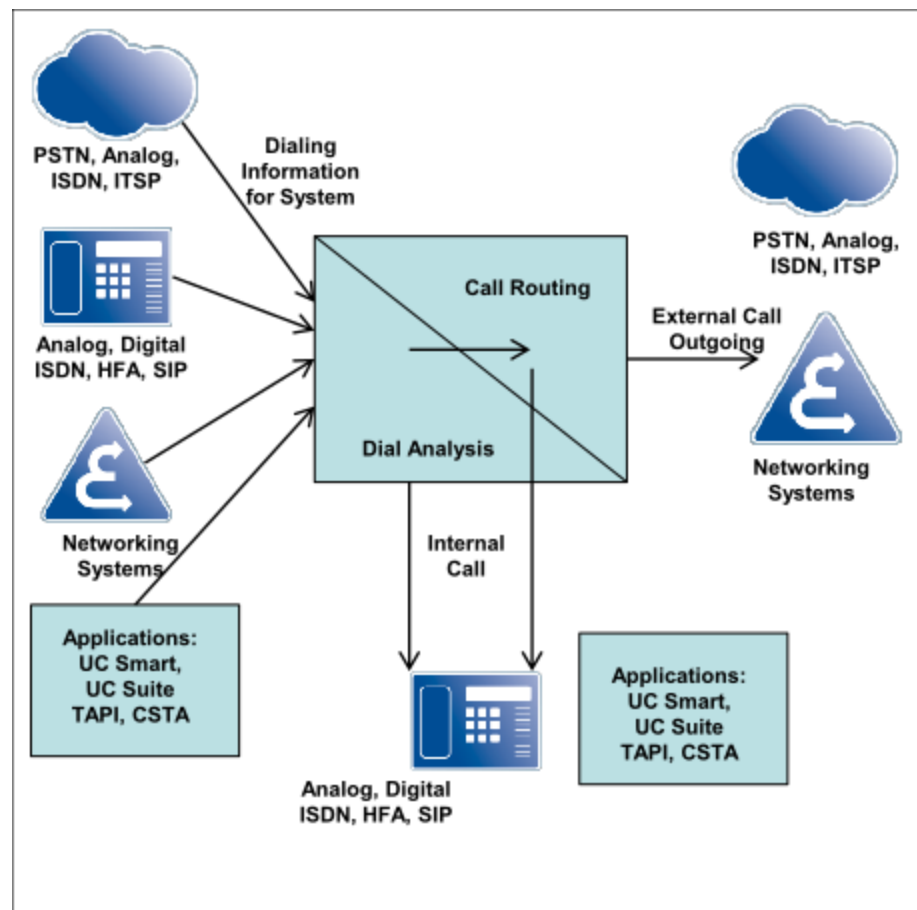 PSTN, Analog,
ISDN, ITSP
Dialing
Information
for System
PSTN, Analog,
ISDN, ITSP
Analog, Digital
ISDN, HFA, SIP
Call Routing
External Call
Outgoing
Dial Analysis
Networking
Systems
Networking
Systems
Internal
Call
Applications:
UC Smart,
UC Suite
TAPI, CSTA
Applications:
UC Smart,
UC Suite
TAPI, CSTA
Analog, Digital
ISDN, HFA, SIP